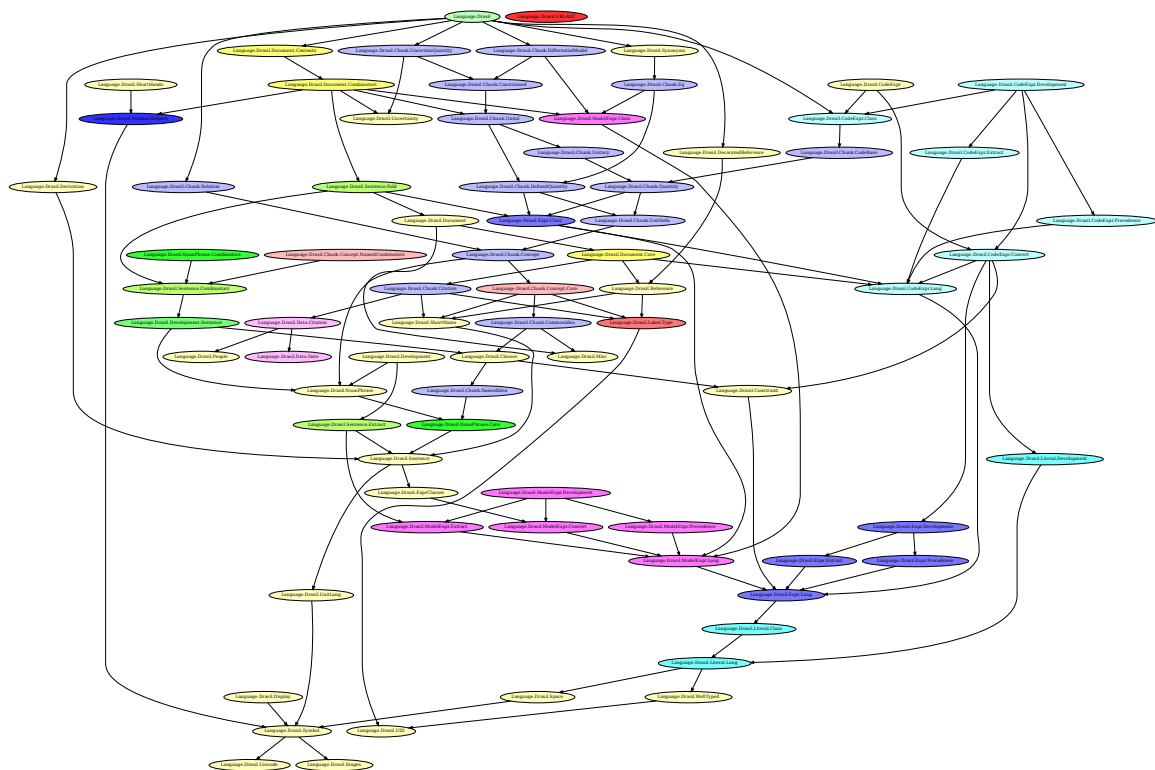 Language.Drasil
Language.Drasil.URLAST
Language.Drasil.Document.Contents
Language.Drasil.Chunk.UncertainQuantity
Language.Drasil.Chunk.DifferentialModel
Language.Drasil.Synonyms
Language.Drasil.ShortHands
Language.Drasil.Document.Combinators
Language.Drasil.Chunk.Constrained
Language.Drasil.Chunk.Eq
Language.Drasil.CodeExpr
Language.Drasil.CodeExpr.Development
Language.Drasil.Symbol.Helpers
Language.Drasil.Uncertainty
Language.Drasil.Chunk.Unital
Language.Drasil.ModelExpr.Class
Language.Drasil.CodeExpr.Class
Language.Drasil.Chunk.Unitary
Language.Drasil.DecoratedReference
Language.Drasil.Chunk.CodeBase
Language.Drasil.CodeExpr.Extract
Language.Drasil.Derivation
Language.Drasil.Chunk.Relation
Language.Drasil.Sentence.Fold
Language.Drasil.Chunk.DefinedQuantity
Language.Drasil.Chunk.Quantity
Language.Drasil.Document
Language.Drasil.Expr.Class
Language.Drasil.Chunk.UnitDefn
Language.Drasil.CodeExpr.Precedence
Language.Drasil.NounPhrase.Combinators
Language.Drasil.Chunk.Concept.NamedCombinators
Language.Drasil.Chunk.Concept
Language.Drasil.Document.Core
Language.Drasil.CodeExpr.Convert
Language.Drasil.Sentence.Combinators
Language.Drasil.Chunk.Citation
Language.Drasil.Chunk.Concept.Core
Language.Drasil.Reference
Language.Drasil.CodeExpr.Lang
Language.Drasil.Development.Sentence
Language.Drasil.Data.Citation
Language.Drasil.ShortName
Language.Drasil.Chunk.CommonIdea
Language.Drasil.Label.Type
Language.Drasil.People
Language.Drasil.Data.Date
Language.Drasil.Development
Language.Drasil.Classes
Language.Drasil.Misc
Language.Drasil.NounPhrase
Language.Drasil.Chunk.NamedIdea
Language.Drasil.Constraint
Language.Drasil.Sentence.Extract
Language.Drasil.NounPhrase.Core
Language.Drasil.Sentence
Language.Drasil.Literal.Development
Language.Drasil.ExprClasses
Language.Drasil.ModelExpr.Development
Language.Drasil.ModelExpr.Extract
Language.Drasil.ModelExpr.Convert
Language.Drasil.ModelExpr.Precedence
Language.Drasil.Expr.Development
Language.Drasil.ModelExpr.Lang
Language.Drasil.Expr.Extract
Language.Drasil.Expr.Precedence
Language.Drasil.UnitLang
Language.Drasil.Expr.Lang
Language.Drasil.Literal.Class
Language.Drasil.Literal.Lang
Language.Drasil.Display
Language.Drasil.Space
Language.Drasil.WellTyped
Language.Drasil.Symbol
Language.Drasil.UID
Language.Drasil.Unicode
Language.Drasil.Stages